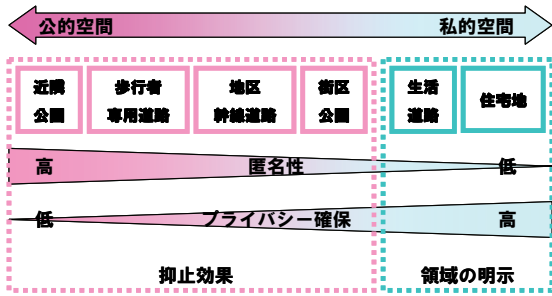 公的空間 私的空間
近隣 歩行者 地区 街区 生活 住宅地
公園 専用道路 幹線道路 公園 道路
高 匿名性 低
低 プライバシー確保 高
抑止効果 領域の明示